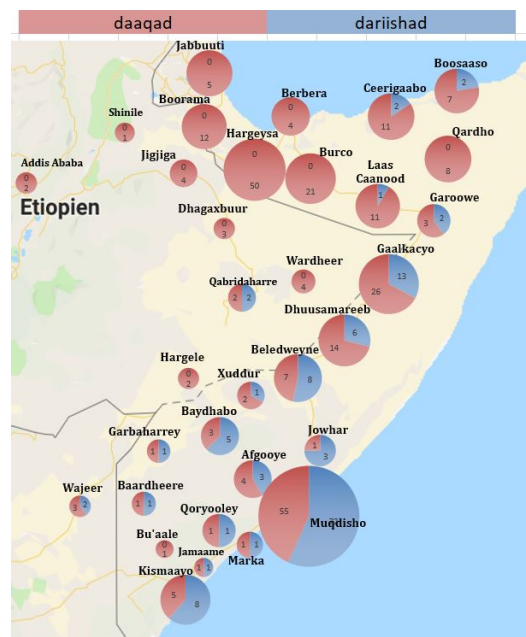 daaqad dariishad
Jabbuuti
0
5
Boosaaso
2
7
Ceerigaabo
2
11
Berbera
0
4
Boorama
0
12
Shinile
0
1
Hargeysa
0
50
Burco
0
21
Qardho
0
8
Jigjiga
0
4
Laas
Caanood
1
11
Addis Ababa
0
2
Etiopien
Garoowe
3 2
Dhagaxbuur
0
3
Gaalkacyo
13
26
Wardheer
0
4
Qabridaharre
2 2
Dhuusamareeb
6
14
Beledweyne
7 8
Hargele
0
2
Xuddur
1
2
Baydhabo
3
5
Garbaharrey
1 1
Jowhar
1
3
Afgooye
3
4
Wajeer
3 2
Baardheere
1 1
55 Muqdisho
Qoryooley
1 1
Bu'aale
0
1
Marka
1 1
Jamaame
1 1
Kismaayo
5
8